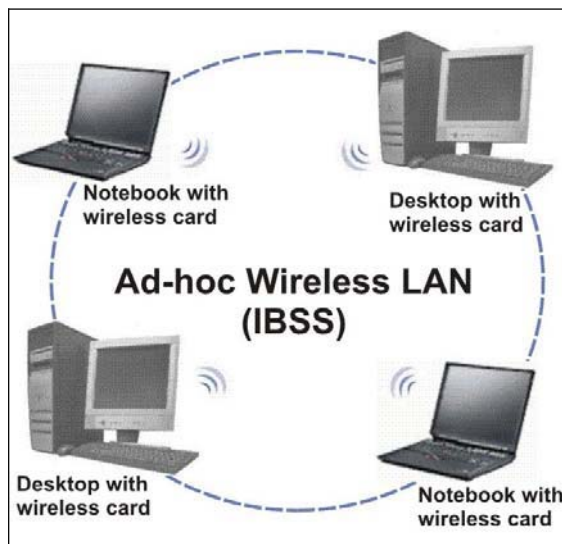 Notebook with
wireless card
Desktop with
wireless card
Ad-hoc Wireless LAN
(IBSS)
Desktop with
wireless card
Notebook with
wireless card